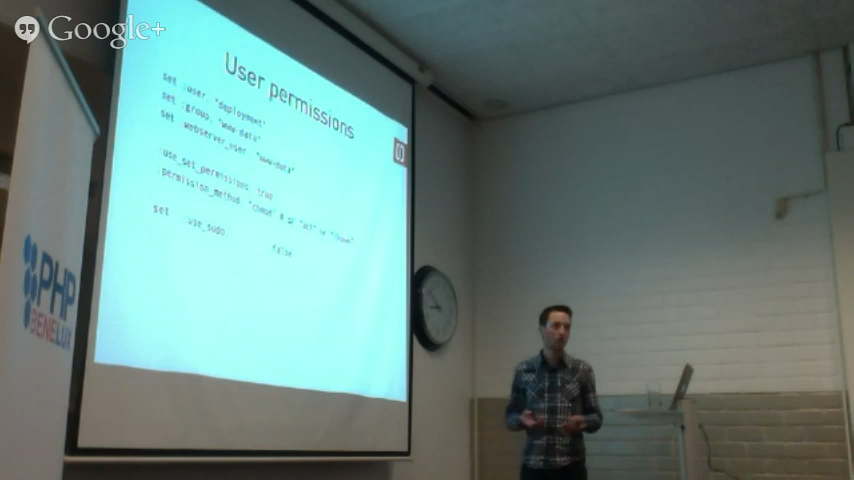 Google+
User permissions
set :user, "deployment"
set :group, "www-data"
set :webserver_user, "www-data"
:use_set_permissions, true
:permission_method, "chmod" # or "acl" or "chown"
set :use_sudo, false
PHP
BENELUX